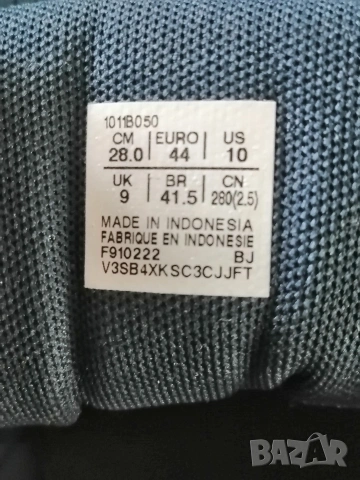 1011B050
CM EURO US
28.0 44 10
UK BR CN
9 41.5 280(2.5)
MADE IN INDONESIA
FABRIQUE EN INDONESIE
F910222 BJ
V3SB4XKSC3CJJFT
BAZAR